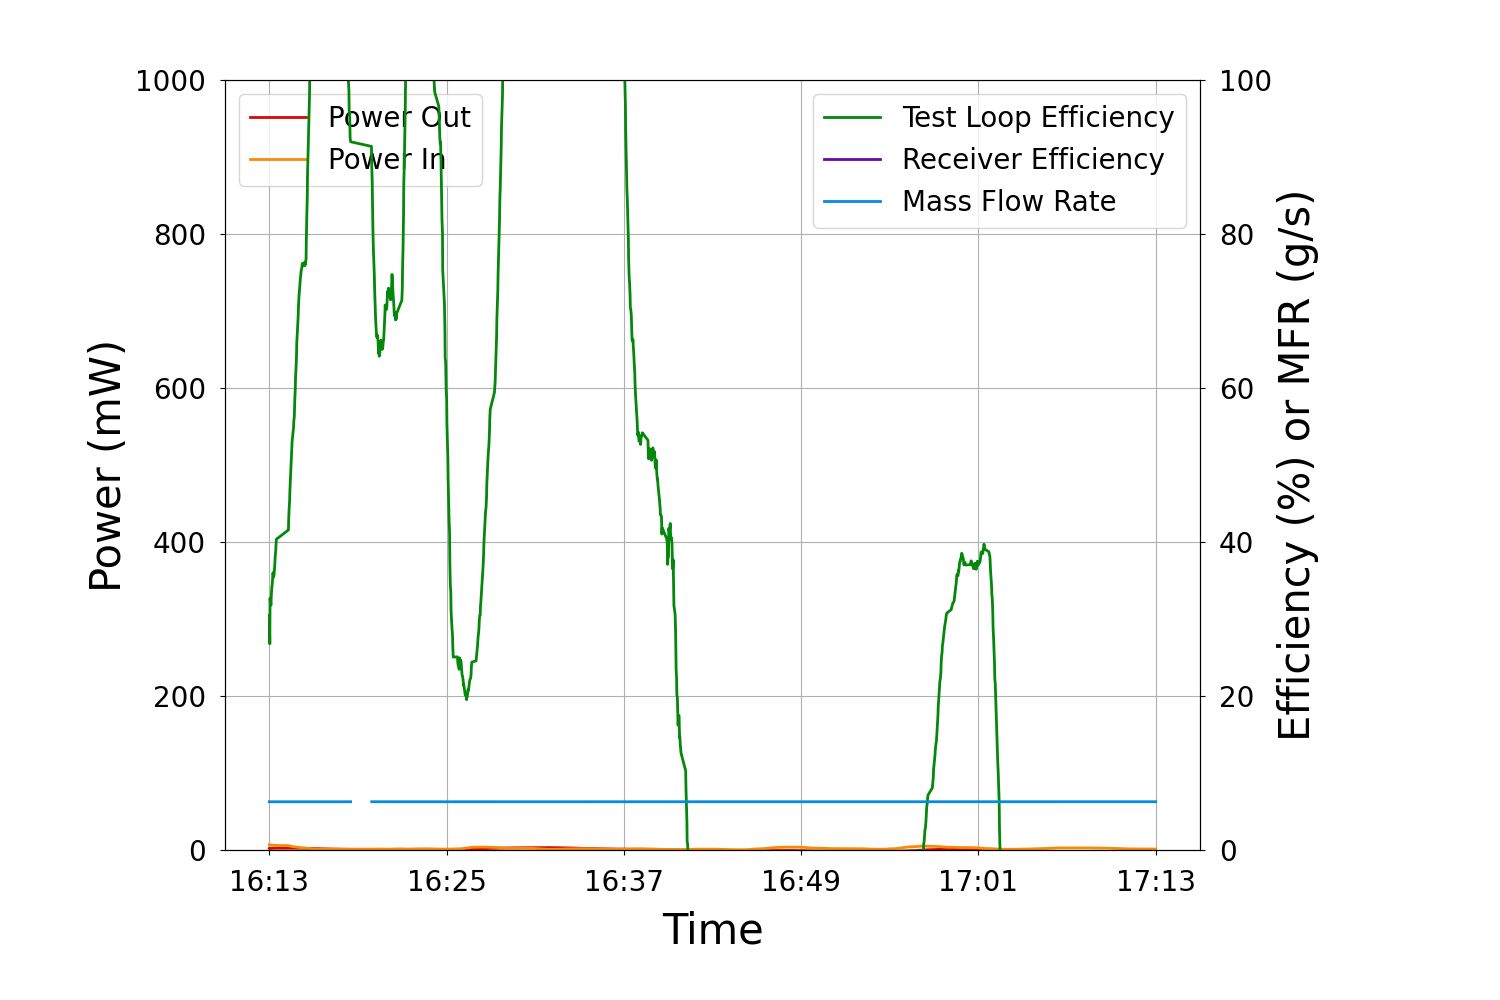 1000
800
600
400
200
0
Power (mW)
Power Out
Power In
Test Loop Efficiency
Receiver Efficiency
Mass Flow Rate
100
80
60
40
20
0
Efficiency (%) or MFR (g/s)
16:13 16:25 16:37 16:49 17:01 17:13
Time